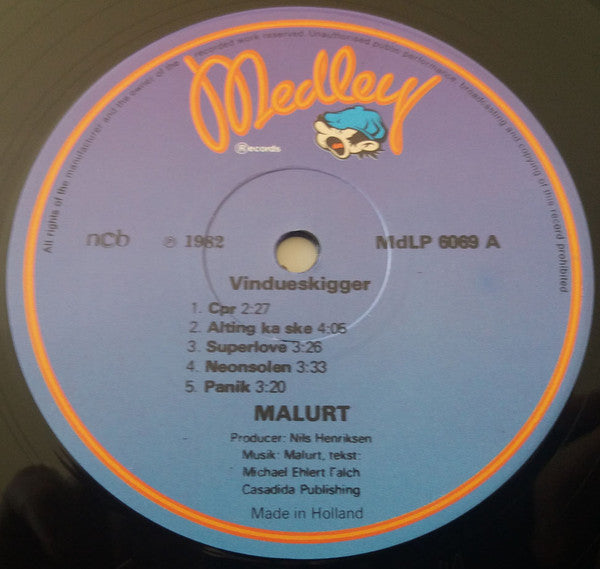 All rights of the manufacturer and the owner of the recorded work reserved. Unauthorised public performance, broadcasting and copying of this record prohibited
Medley
Records
ncb ℗ 1982 MdLP 6069 A
Vindueskigger
1. Cpr 2:27
2. Alting ka ske 4:05
3. Superlove 3:26
4. Neonsolen 3:33
5. Panik 3:20
MALURT
Producer: Nils Henriksen
Musik: Malurt, tekst:
Michael Ehlert Falch
Casadida Publishing
Made in Holland